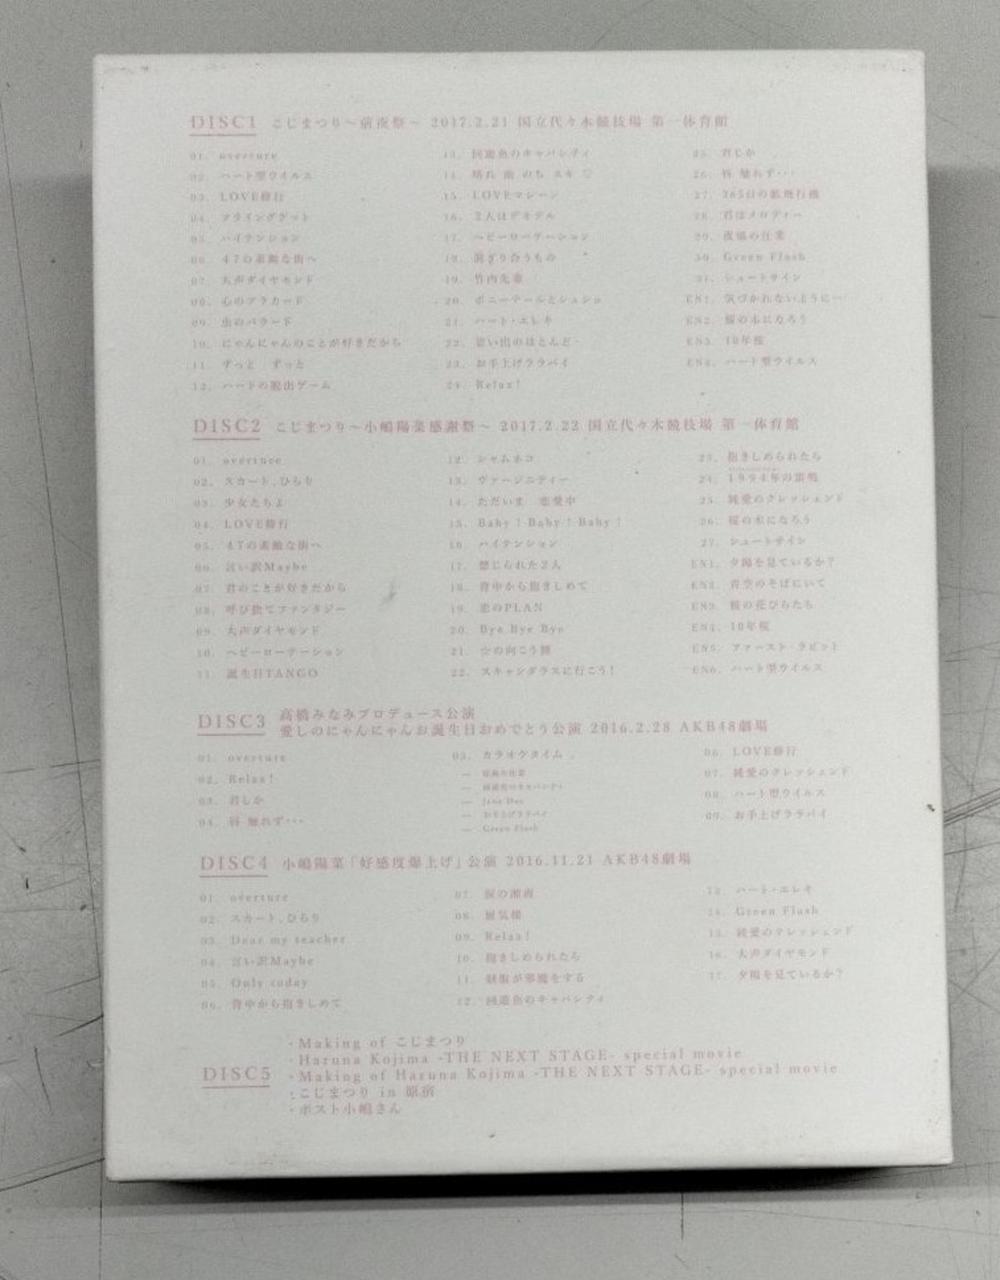 DISC1 こじまつり～前夜祭～ 2017.2.21 国立代々木競技場 第一体育館
01. overture
02. ハート型ウイルス
03. LOVE修行
04. フライングゲット
05. ハイテンション
06. 47の素敵な街へ
07. 大声ダイヤモンド
08. 心のプラカード
09. 虫のバラード
10. にゃんにゃんのことが好きだから
11. ずっと ずっと
12. ハートの脱出ゲーム
13. 回遊魚のキャパシティ
14. 晴れ 雨 のち スキ ♡
15. LOVEマシーン
16. 2人はデキテル
17. ヘビーローテーション
18. 混ざり合うもの
19. 竹内先輩
20. ポニーテールとシュシュ
21. ハート・エレキ
22. 思い出のほとんど
23. お手上げララバイ
24. Relax!
25. 君しか
26. 唇 触れず・・・
27. 365日の紙飛行機
28. 君はメロディー
29. 夜風の仕業
30. Green Flash
31. シュートサイン
EN1. 気づかれないように…
EN2. 桜の木になろう
EN3. 10年桜
EN4. ハート型ウイルス
DISC2 こじまつり～小嶋陽菜感謝祭～ 2017.2.22 国立代々木競技場 第一体育館
01. overture
02. スカート、ひらり
03. 少女たちよ
04. LOVE修行
05. 47の素敵な街へ
06. 言い訳Maybe
07. 君のことが好きだから
08. 呼び捨てファンタジー
09. 大声ダイヤモンド
10. ヘビーローテーション
11. 誕生日TANGO
12. シャムネコ
13. ヴァージニティー
14. ただいま 恋愛中
15. Baby! Baby! Baby!
16. ハイテンション
17. 禁じられた2人
18. 背中から抱きしめて
19. 恋のPLAN
20. Bye Bye Bye
21. ☆の向こう側
22. スキャンダラスに行こう!
23. 抱きしめられたら
24. 1994年の雷鳴
25. 純愛のクレッシェンド
26. 桜の木になろう
27. シュートサイン
EN1. 夕陽を見ているか?
EN2. 青空のそばにいて
EN3. 桜の花びらたち
EN4. 10年桜
EN5. ファースト・ラビット
EN6. ハート型ウイルス
DISC3 高橋みなみプロデュース公演
愛しのにゃんにゃんお誕生日おめでとう公演 2016.2.28 AKB48劇場
01. overture
02. Relax!
03. 君しか
04. 唇 触れず・・・
05. カラオケタイム
― 夜風の仕業
― 回遊魚のキャパシティ
― Jane Doe
― お手上げララバイ
― Green Flash
06. LOVE修行
07. 純愛のクレッシェンド
08. ハート型ウイルス
09. お手上げララバイ
DISC4 小嶋陽菜「好感度爆上げ」公演 2016.11.21 AKB48劇場
01. overture
02. スカート、ひらり
03. Dear my teacher
04. 言い訳Maybe
05. Only today
06. 背中から抱きしめて
07. 涙の湘南
08. 蜃気楼
09. Relax!
10. 抱きしめられたら
11. 制服が邪魔をする
12. 回遊魚のキャパシティ
13. ハート・エレキ
14. Green Flash
15. 純愛のクレッシェンド
16. 大声ダイヤモンド
17. 夕陽を見ているか?
DISC5
・Making of こじまつり
・Haruna Kojima -THE NEXT STAGE- special movie
・Making of Haruna Kojima -THE NEXT STAGE- special movie
・こじまつり in 原宿
・ポスト小嶋さん